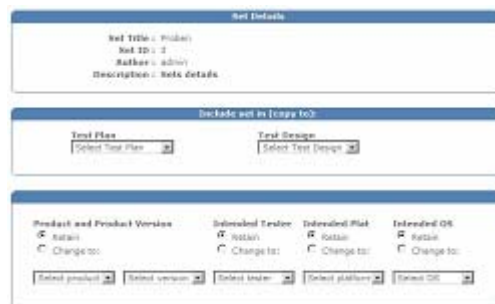 Set Details
Set Title : Proben
Set ID : 2
Author : admin
Description : Sets details
Include set in (copy to):
Test Plan Test Design
Select Test Plan Select Test Design
Product and Product Version Intended Tester Intended Plat Intended OS
Retain Retain Retain Retain
Change to: Change to: Change to: Change to:
Select product Select version Select tester Select platform Select OS